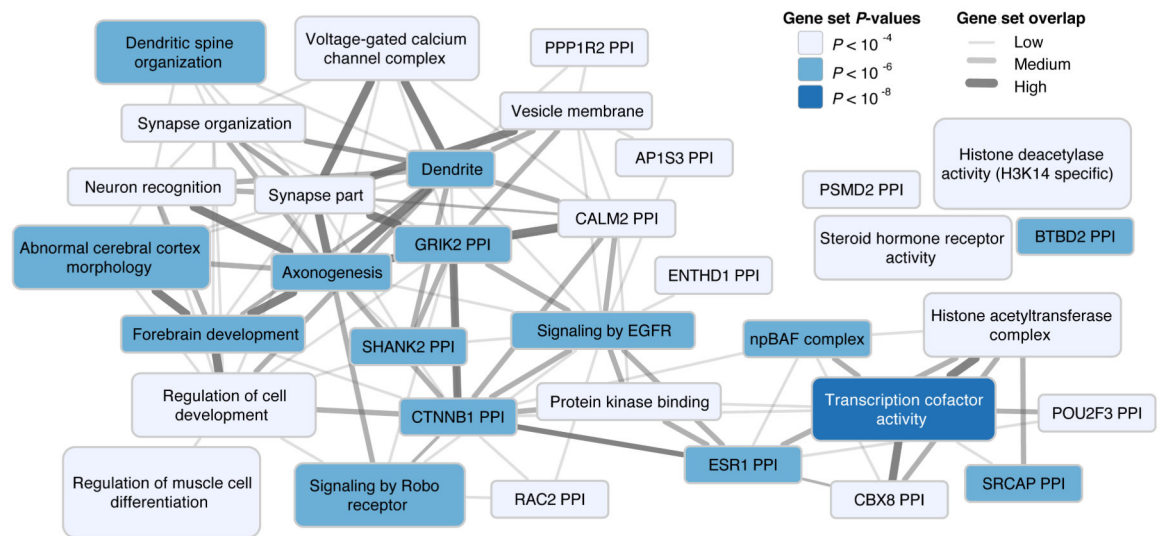 Dendritic spine
organization
Voltage-gated calcium
channel complex
PPP1R2 PPI
Gene set P-values
P < 10 -4
P < 10 -6
P < 10 -8
Gene set overlap
Low
Medium
High
Synapse organization
Vesicle membrane
AP1S3 PPI
Histone deacetylase
activity (H3K14 specific)
Neuron recognition
Synapse part
Dendrite
PSMD2 PPI
CALM2 PPI
Abnormal cerebral cortex
morphology
Axonogenesis
GRIK2 PPI
ENTHD1 PPI
Steroid hormone receptor
activity
BTBD2 PPI
Forebrain development
SHANK2 PPI
Signaling by EGFR
npBAF complex
Histone acetyltransferase
complex
Regulation of cell
development
CTNNB1 PPI
Protein kinase binding
Transcription cofactor
activity
POU2F3 PPI
Regulation of muscle cell
differentiation
Signaling by Robo
receptor
RAC2 PPI
ESR1 PPI
CBX8 PPI
SRCAP PPI